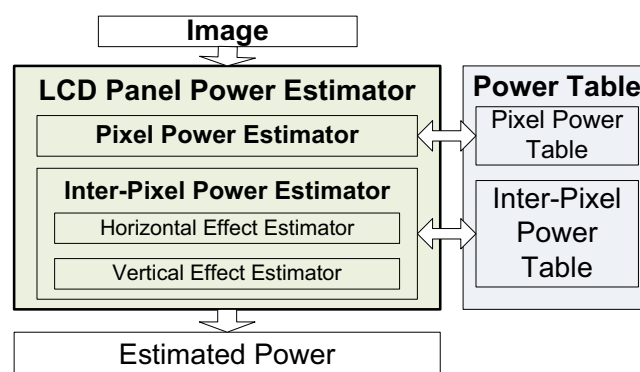 Image
LCD Panel Power Estimator
Pixel Power Estimator
Inter-Pixel Power Estimator
Horizontal Effect Estimator
Vertical Effect Estimator
Power Table
Pixel Power
Table
Inter-Pixel
Power
Table
Estimated Power